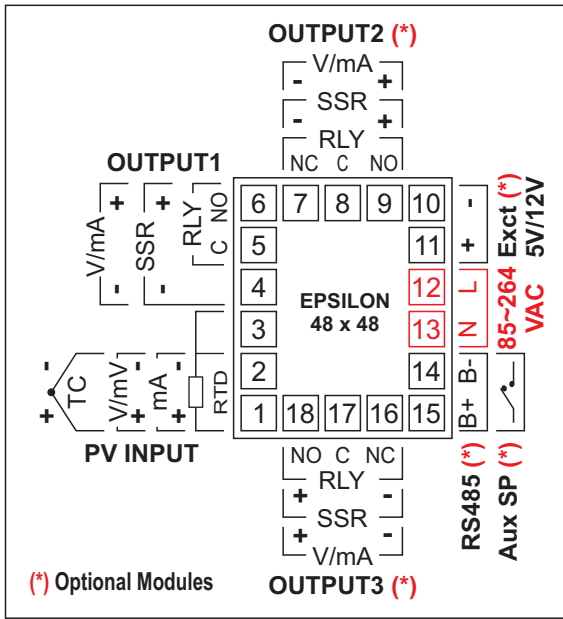 OUTPUT2 (*)
V/mA
- +
SSR
- +
RLY
NC C NO
OUTPUT1
V/mA
+ -
SSR
+ -
RLY
C NO
6 7 8 9 10
5 11
4 12
3 13
2 14
1 18 17 16 15
EPSILON
48 x 48
- +
Exct (*)
5V/12V
N L
85~264
VAC
B+ B-
RS485 (*)
Aux SP (*)
- +
TC
- +
V/mV
- +
mA
RTD
PV INPUT
NO C NC
RLY
+ -
SSR
+ -
V/mA
OUTPUT3 (*)
(*) Optional Modules